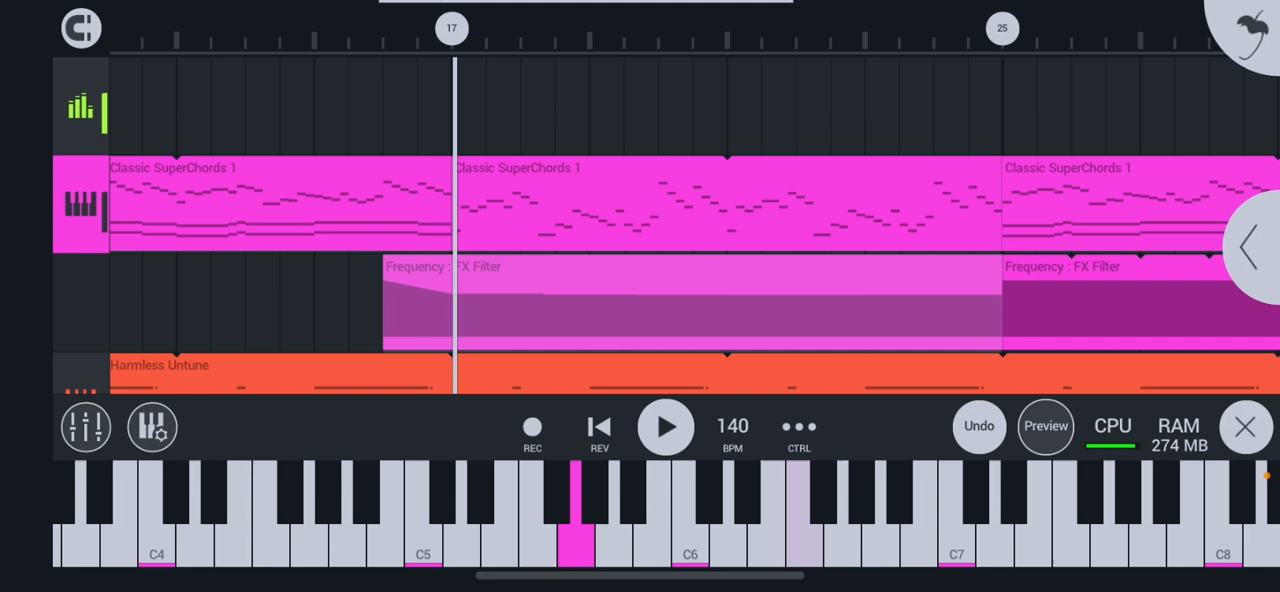 17
25
Classic SuperChords 1
Classic SuperChords 1
Classic SuperChords 1
Frequency : FX Filter
Frequency : FX Filter
Harmless Untune
REC
REV
140
BPM
CTRL
Undo
Preview
CPU
RAM
274 MB
C4
C5
C6
C7
C8